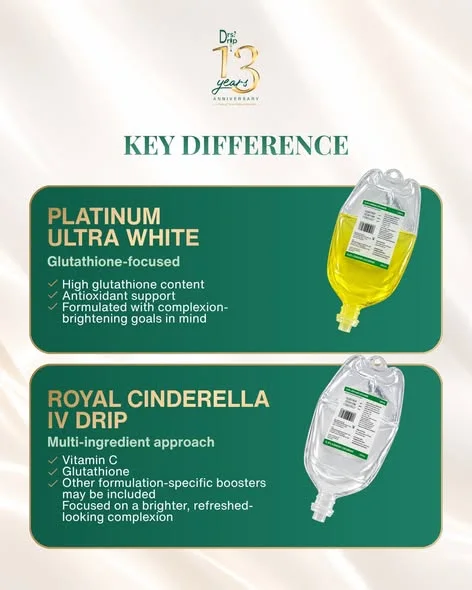 Drs'
Drip
13
years
ANNIVERSARY
KEY DIFFERENCE
PLATINUM
ULTRA WHITE
Glutathione-focused
High glutathione content
Antioxidant support
Formulated with complexion-
brightening goals in mind
ROYAL CINDERELLA
IV DRIP
Multi-ingredient approach
Vitamin C
Glutathione
Other formulation-specific boosters
may be included
Focused on a brighter, refreshed-
looking complexion